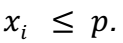 xᵢ ≤ p.